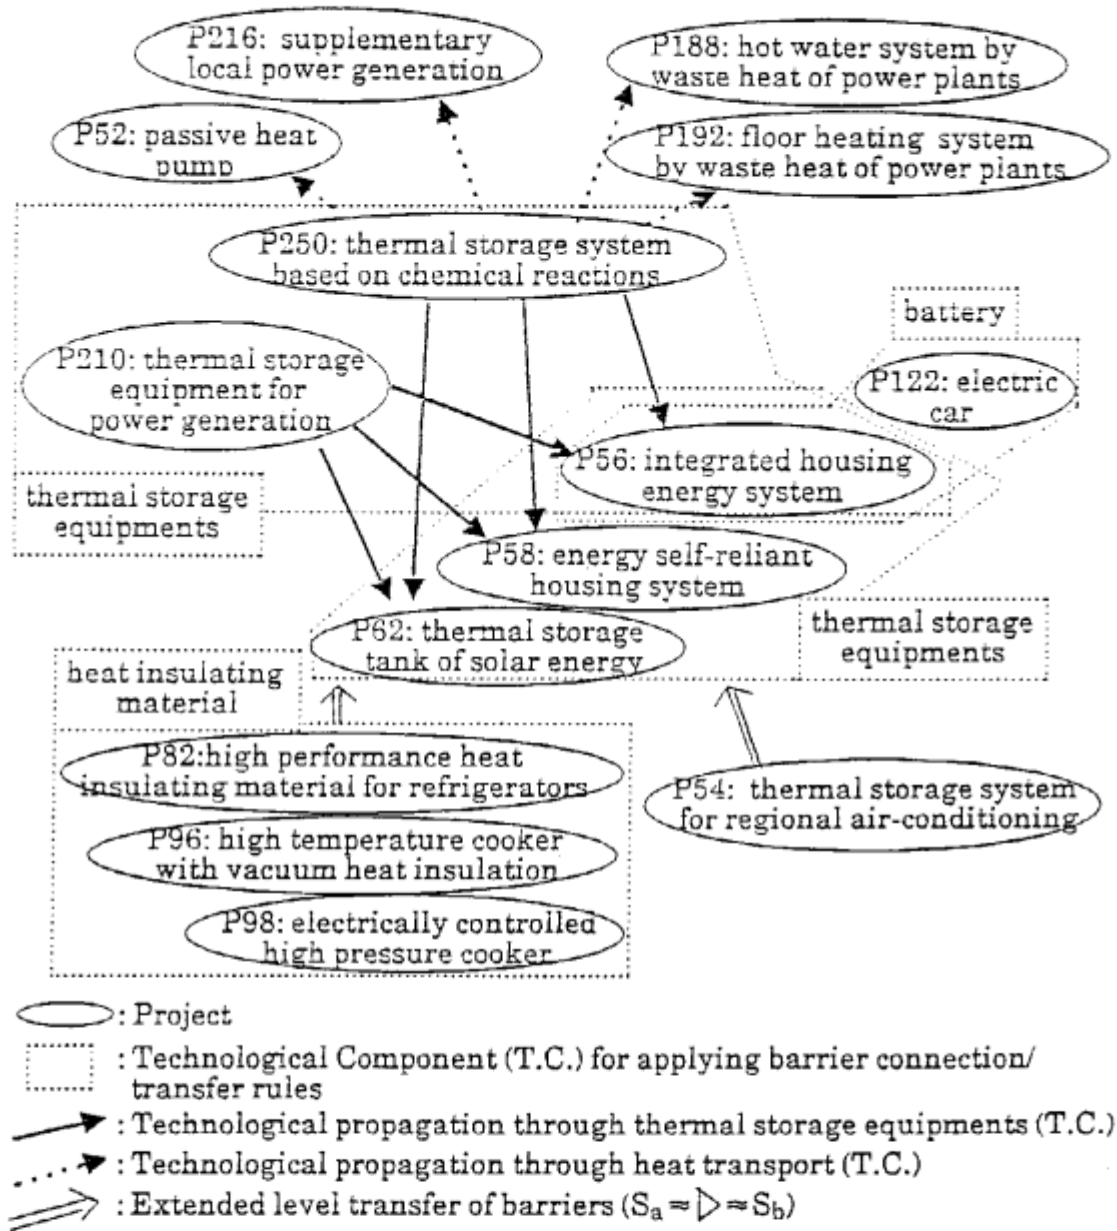 P216: supplementary
local power generation
P188: hot water system by
waste heat of power plants
P52: passive heat
pump
P192: floor heating system
by waste heat of power plants
P250: thermal storage system
based on chemical reactions
battery
P210: thermal storage
equipment for
power generation
P122: electric
car
P56: integrated housing
energy system
thermal storage
equipments
P58: energy self-reliant
housing system
P62: thermal storage
tank of solar energy
thermal storage
equipments
heat insulating
material
P82:high performance heat
insulating material for refrigerators
P54: thermal storage system
for regional air-conditioning
P96: high temperature cooker
with vacuum heat insulation
P98: electrically controlled
high pressure cooker
: Project
: Technological Component (T.C.) for applying barrier connection/
transfer rules
: Technological propagation through thermal storage equipments (T.C.)
: Technological propagation through heat transport (T.C.)
: Extended level transfer of barriers (Sa ≈ ▷ ≈ Sb)